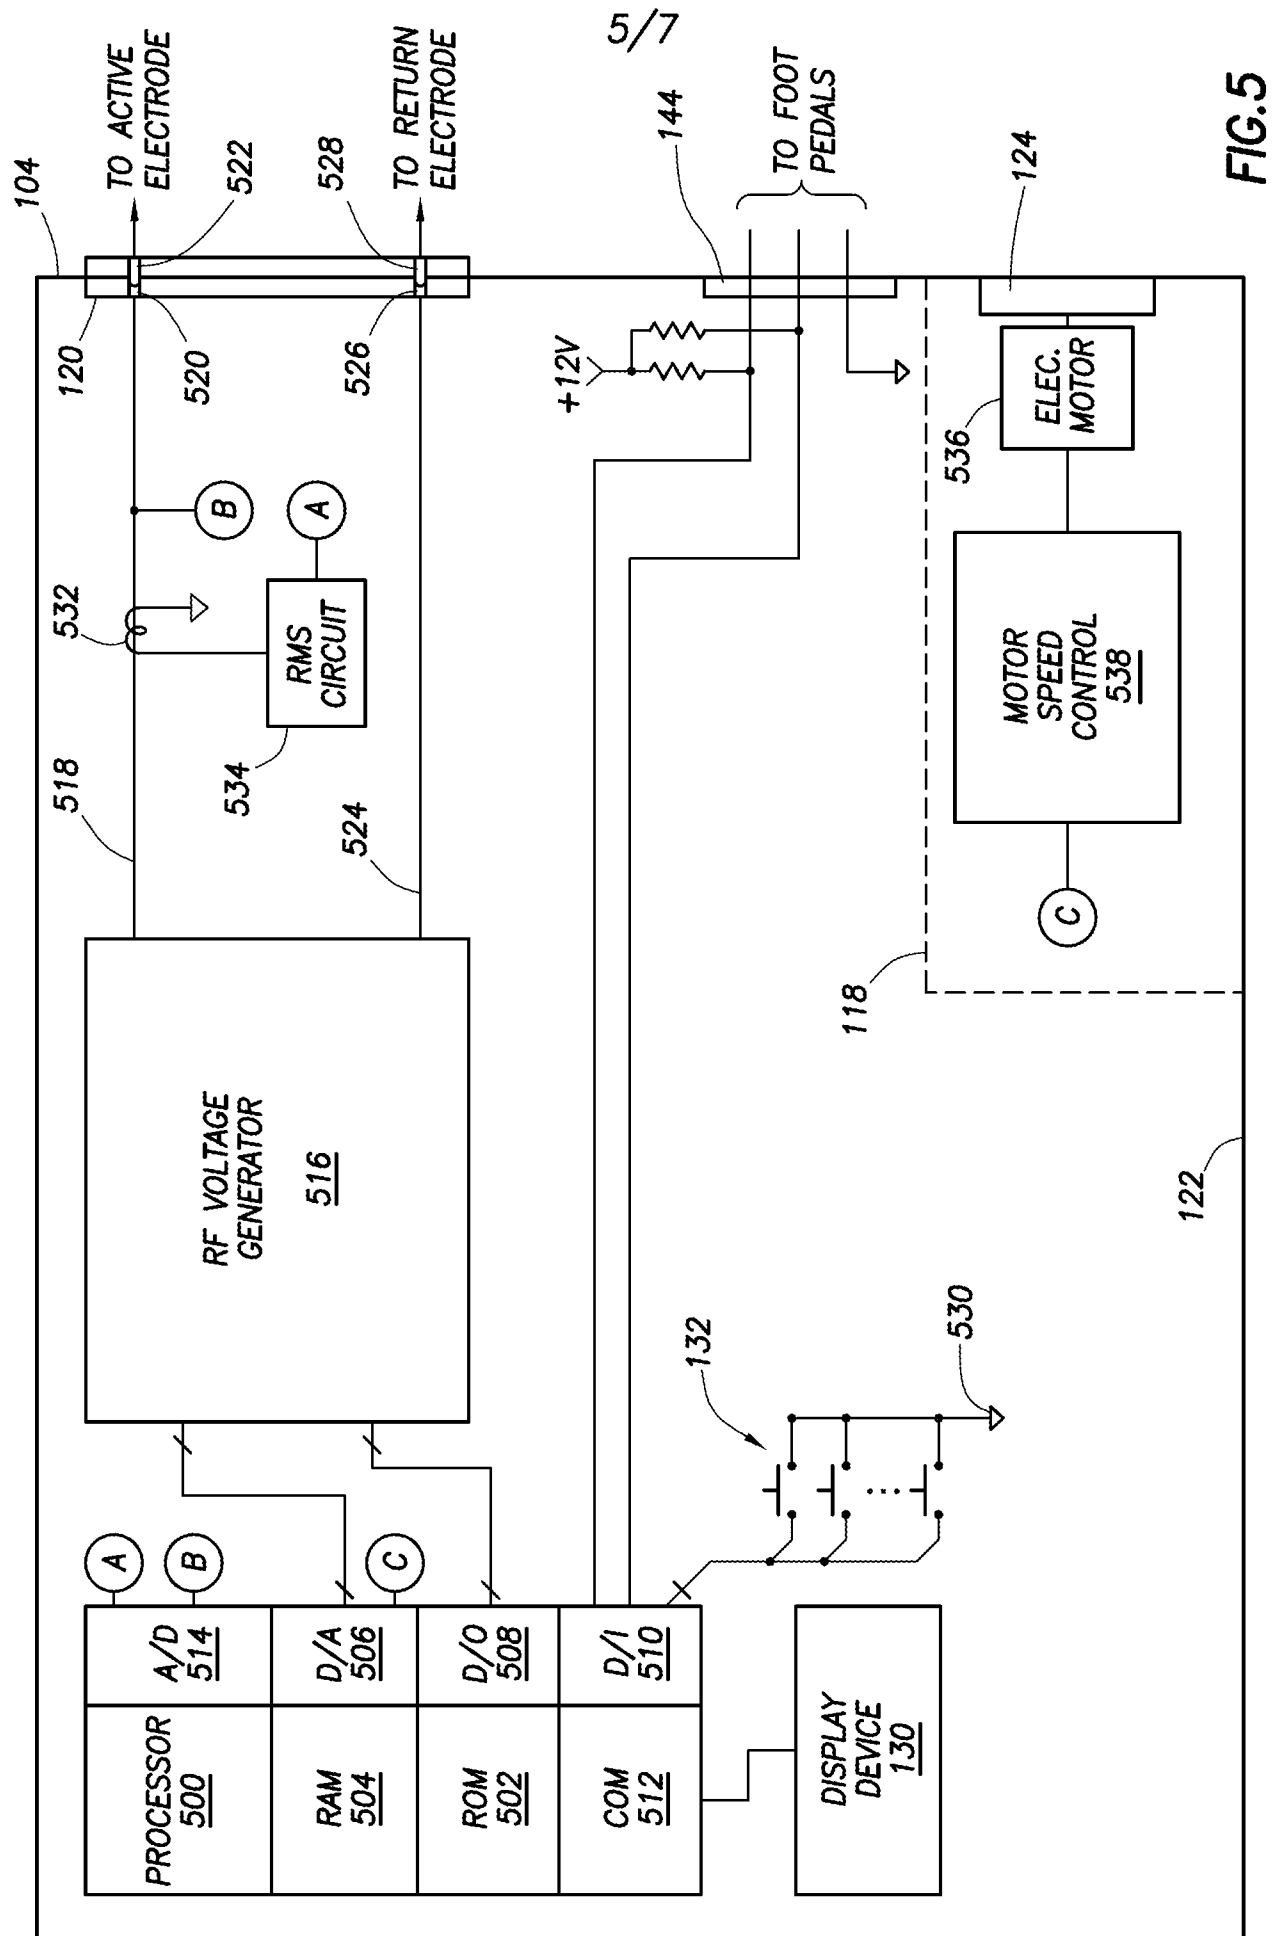 5/7
PROCESSOR
500
A/D
514
RAM
504
D/A
506
ROM
502
D/O
508
COM
512
D/I
510
A
B
C
DISPLAY
DEVICE
130
132
530
RF VOLTAGE
GENERATOR
516
518
524
532
RMS
CIRCUIT
534
A
B
104
120
520
522
526
528
TO ACTIVE
ELECTRODE
TO RETURN
ELECTRODE
+12V
144
TO FOOT
PEDALS
118
C
MOTOR
SPEED
CONTROL
538
ELEC.
MOTOR
536
124
122
FIG.5